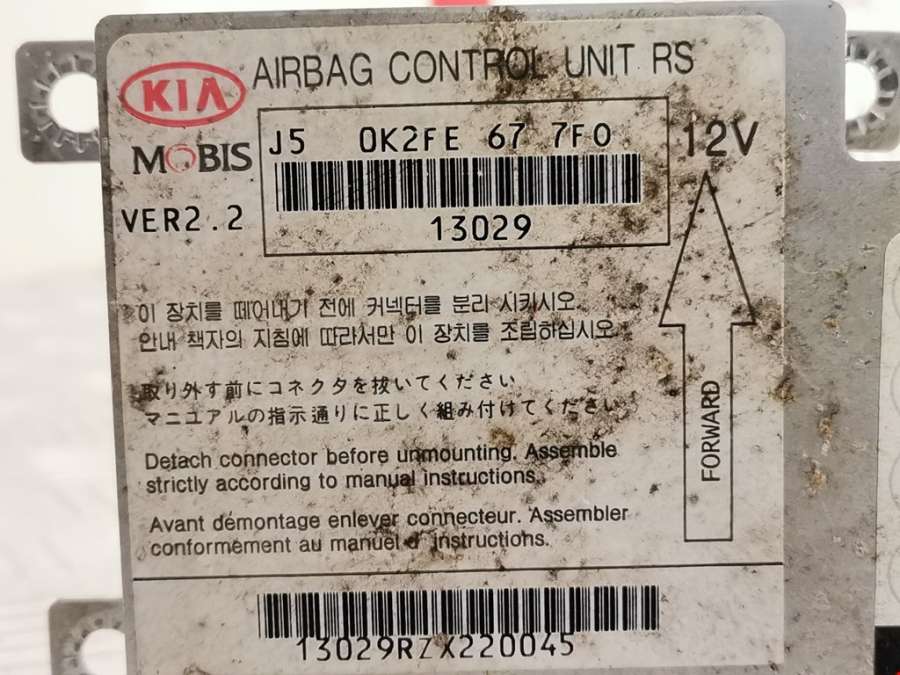 KIA AIRBAG CONTROL UNIT RS
MOBIS J5 0K2FE 67 7F0 12V
VER2.2 13029
이 장치를 떼어내기 전에 커넥터를 분리 시키시오.
안내 책자의 지침에 따라서만 이 장치를 조립하십시오.
取り外す前にコネクタを抜いてください
マニュアルの指示通りに正しく組み付けてください
FORWARD
Detach connector before unmounting. Assemble
strictly according to manual instructions.
Avant démontage enlever connecteur. Assembler
conformément au manuel d' instructions.
13029RZX220045